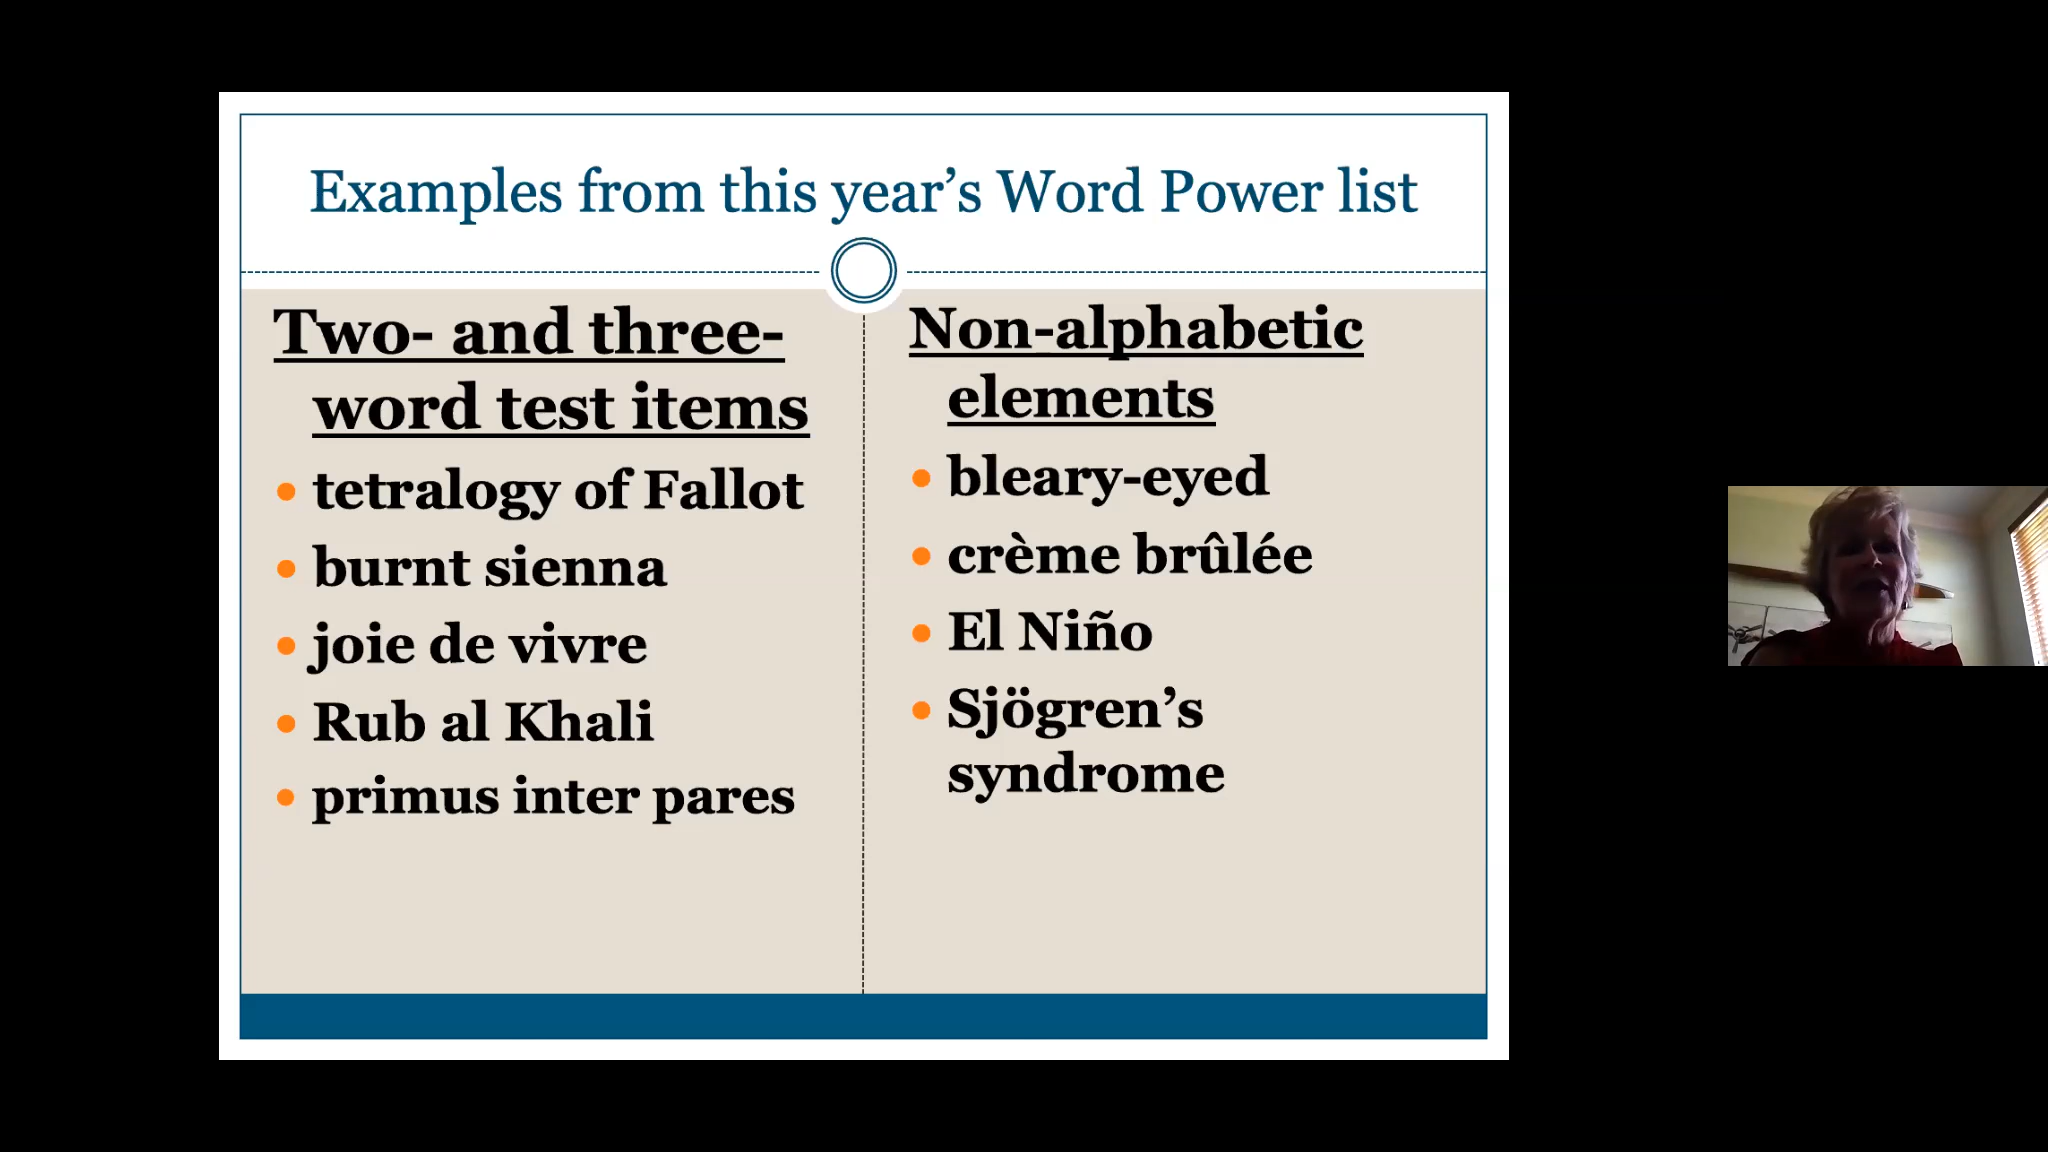 Examples from this year’s Word Power list
Two- and three-
word test items
tetralogy of Fallot
burnt sienna
joie de vivre
Rub al Khali
primus inter pares
Non-alphabetic
elements
bleary-eyed
crème brûlée
El Niño
Sjögren’s
syndrome